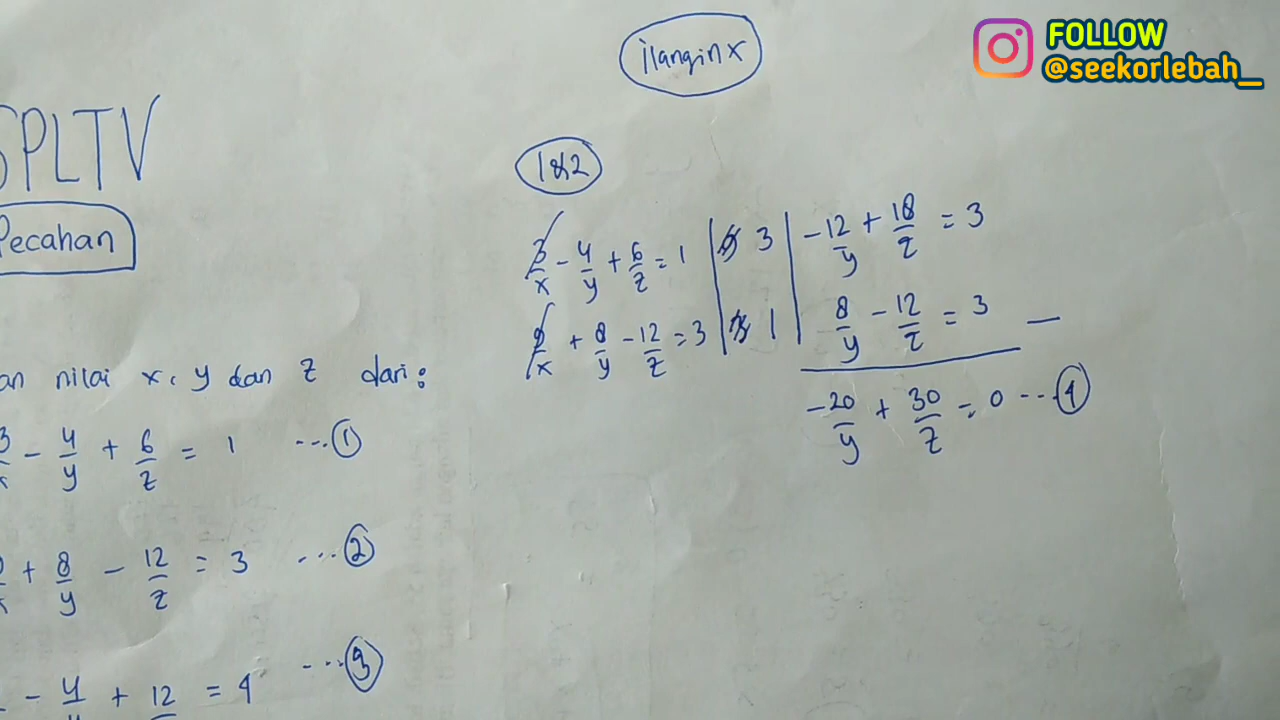 FOLLOW
@seekorlebah_
ilangin x
SPLTV
Pecahan
1&2
3/x - 4/y + 6/z = 1 | 3 | -12/y + 18/z = 3
9/x + 8/y - 12/z = 3 | 1 | 8/y - 12/z = 3 —
-20/y + 30/z = 0 ...④
an nilai x, y dan z dari:
3/x - 4/y + 6/z = 1 ...①
+ 8/y - 12/z = 3 ...②
- 4/y + 12 = 4 ...③